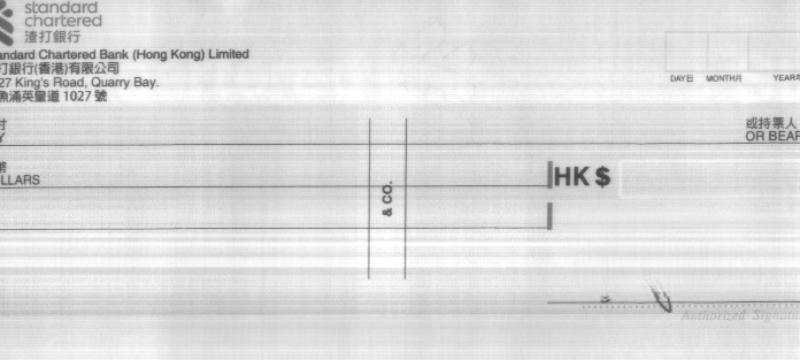 standard
chartered
渣打銀行
andard Chartered Bank (Hong Kong) Limited
打銀行(香港)有限公司
27 King's Road, Quarry Bay.
魚涌英皇道 1027 號
DAY日 MONTH月 YEAR年
付
Y
或持票人
OR BEAR
幣
LLARS
& CO.
HK $
Authorized Signatu